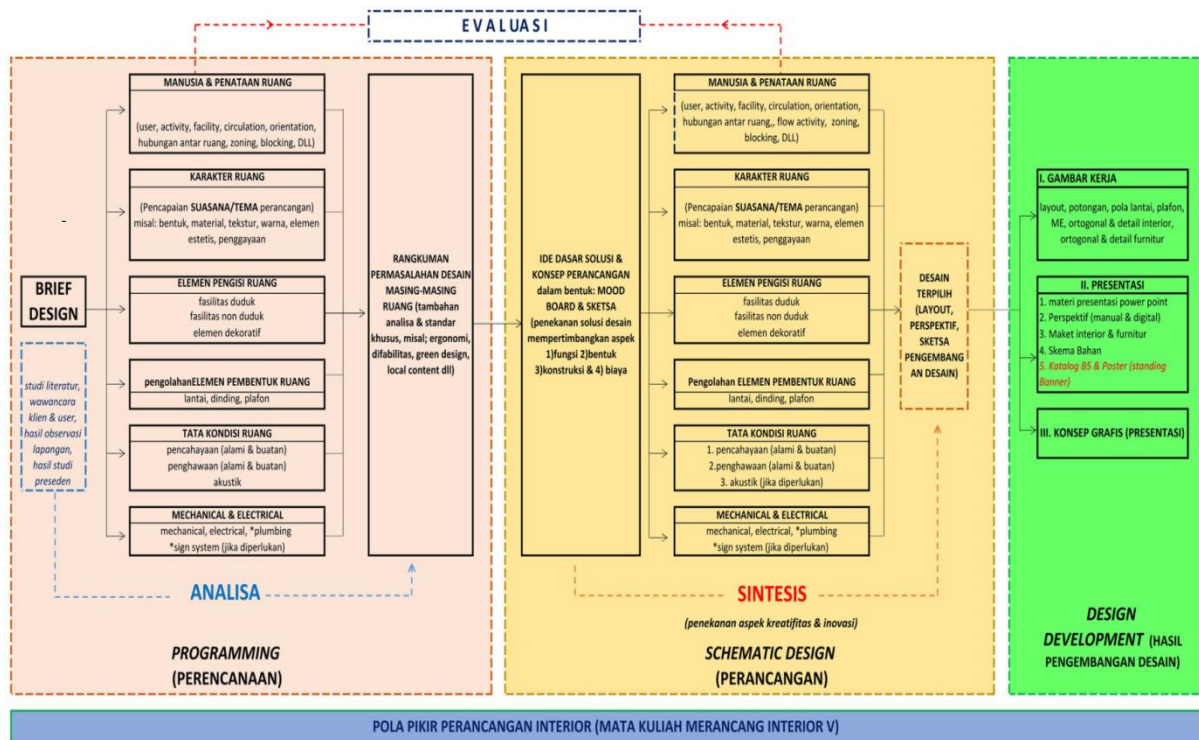 EVALUASI
MANUSIA & PENATAAN RUANG
(user, activity, facility, circulation, orientation,
hubungan antar ruang, zoning, blocking, DLL)
KARAKTER RUANG
(Pencapaian SUASANA/TEMA perancangan)
misal: bentuk, material, tekstur, warna, elemen
estetis, penggayaan
-
BRIEF
DESIGN
ELEMEN PENGISI RUANG
fasilitas duduk
fasilitas non duduk
elemen dekoratif
studi literatur,
wawancara
klien & user,
hasil observasi
lapangan,
hasil studi
preseden
pengolahanELEMEN PEMBENTUK RUANG
lantai, dinding, plafon
TATA KONDISI RUANG
pencahayaan (alami & buatan)
penghawaan (alami & buatan)
akustik
MECHANICAL & ELECTRICAL
mechanical, electrical, *plumbing
*sign system (jika diperlukan)
RANGKUMAN
PERMASALAHAN DESAIN
MASING-MASING
RUANG (tambahan
analisa & standar
khusus, misal; ergonomi,
difabilitas, green design,
local content dll)
ANALISA
PROGRAMMING
(PERENCANAAN)
IDE DASAR SOLUSI &
KONSEP PERANCANGAN
dalam bentuk: MOOD
BOARD & SKETSA
(penekanan solusi desain
mempertimbangkan aspek
1)fungsi 2)bentuk
3)konstruksi & 4) biaya
MANUSIA & PENATAAN RUANG
(user, activity, facility, circulation, orientation,
hubungan antar ruang,, flow activity, zoning,
blocking, DLL)
KARAKTER RUANG
(Pencapaian SUASANA/TEMA perancangan)
misal: bentuk, material, tekstur, warna, elemen
estetis, penggayaan
ELEMEN PENGISI RUANG
fasilitas duduk
fasilitas non duduk
elemen dekoratif
Pengolahan ELEMEN PEMBENTUK RUANG
lantai, dinding, plafon
TATA KONDISI RUANG
1. pencahayaan (alami & buatan)
2.penghawaan (alami & buatan)
3. akustik (jika diperlukan)
MECHANICAL & ELECTRICAL
mechanical, electrical, *plumbing
*sign system (jika diperlukan)
DESAIN
TERPILIH
(LAYOUT,
PERSPEKTIF,
SKETSA
PENGEMBANG
AN DESAIN)
SINTESIS
(penekanan aspek kreatifitas & inovasi)
SCHEMATIC DESIGN
(PERANCANGAN)
I. GAMBAR KERJA
layout, potongan, pola lantai, plafon,
ME, ortogonal & detail interior,
ortogonal & detail furnitur
II. PRESENTASI
1. materi presentasi power point
2. Perspektif (manual & digital)
3. Maket interior & furnitur
4. Skema Bahan
5. Katalog B5 & Poster (standing
Banner)
III. KONSEP GRAFIS (PRESENTASI)
DESIGN
DEVELOPMENT (HASIL
PENGEMBANGAN DESAIN)
POLA PIKIR PERANCANGAN INTERIOR (MATA KULIAH MERANCANG INTERIOR V)